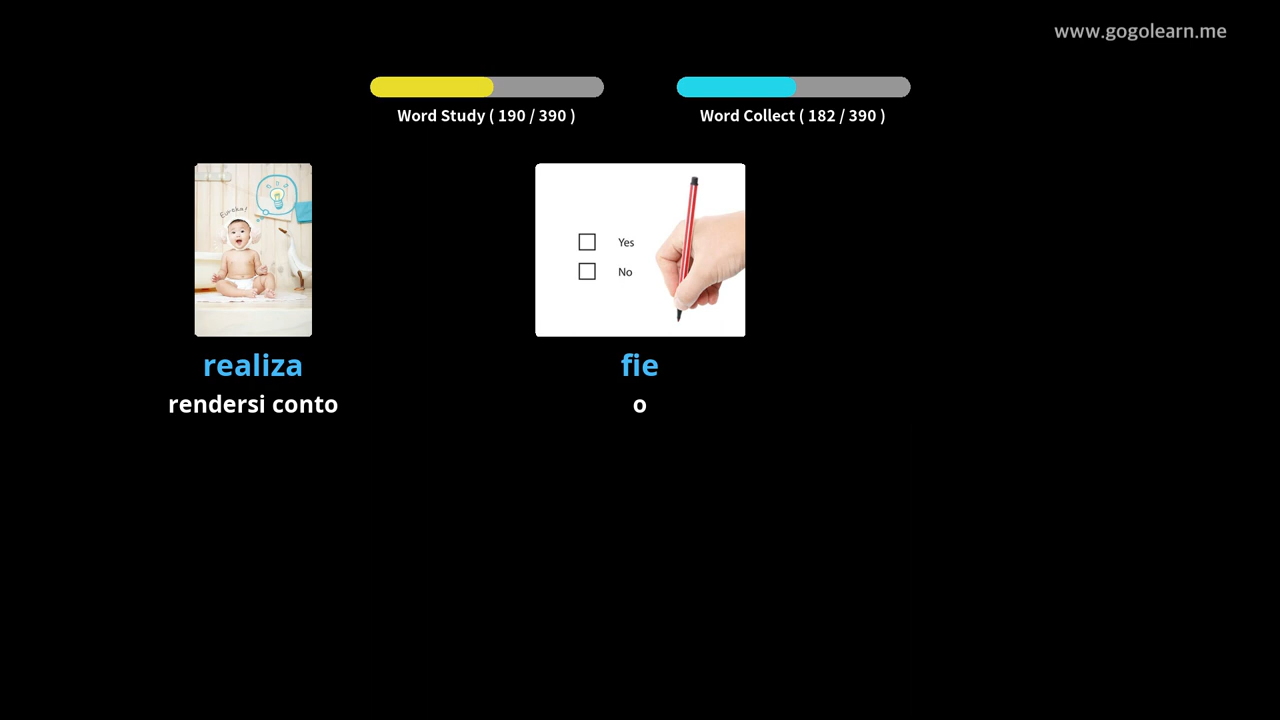 www.gogolearn.me
Word Study ( 190 / 390 )
Word Collect ( 182 / 390 )
Eureka!
Yes
No
realiza
rendersi conto
fie
o